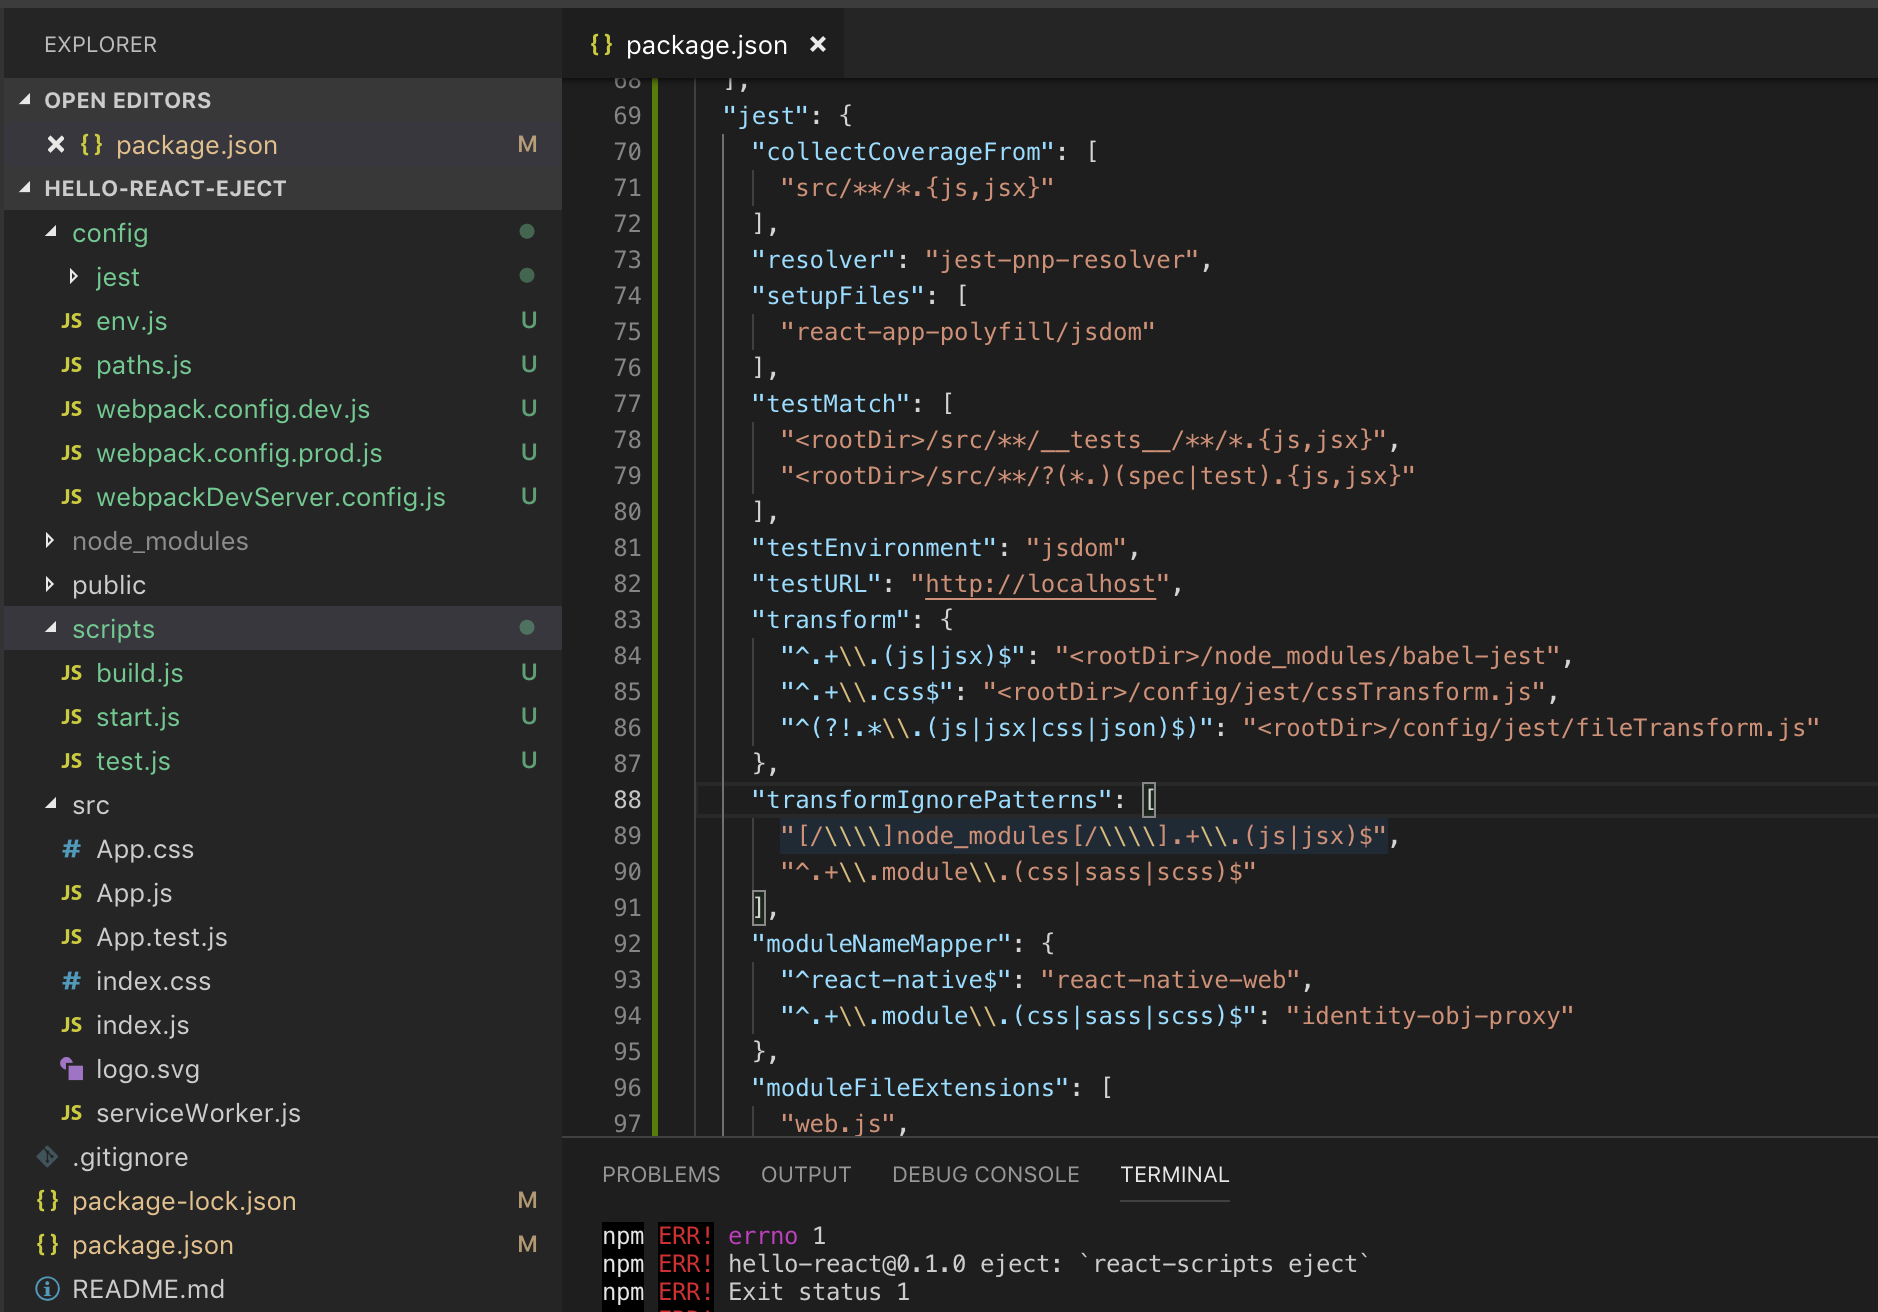 EXPLORER
OPEN EDITORS
{} package.json M
HELLO-REACT-EJECT
config
jest
JS env.js U
JS paths.js U
JS webpack.config.dev.js U
JS webpack.config.prod.js U
JS webpackDevServer.config.js U
node_modules
public
scripts
JS build.js U
JS start.js U
JS test.js U
src
# App.css
JS App.js
JS App.test.js
# index.css
JS index.js
logo.svg
JS serviceWorker.js
.gitignore
{} package-lock.json M
{} package.json M
README.md
{} package.json
68 ],
69 "jest": {
70 "collectCoverageFrom": [
71 "src/**/*.{js,jsx}"
72 ],
73 "resolver": "jest-pnp-resolver",
74 "setupFiles": [
75 "react-app-polyfill/jsdom"
76 ],
77 "testMatch": [
78 "<rootDir>/src/**/__tests__/**/*.{js,jsx}",
79 "<rootDir>/src/**/?(*.)(spec|test).{js,jsx}"
80 ],
81 "testEnvironment": "jsdom",
82 "testURL": "http://localhost",
83 "transform": {
84 "^.+\\.(js|jsx)$": "<rootDir>/node_modules/babel-jest",
85 "^.+\\.css$": "<rootDir>/config/jest/cssTransform.js",
86 "^(?!.*\\.(js|jsx|css|json)$)": "<rootDir>/config/jest/fileTransform.js"
87 },
88 "transformIgnorePatterns": [
89 "[/\\\\]node_modules[/\\\\].+\\.(js|jsx)$",
90 "^.+\\.module\\.(css|sass|scss)$"
91 ],
92 "moduleNameMapper": {
93 "^react-native$": "react-native-web",
94 "^.+\\.module\\.(css|sass|scss)$": "identity-obj-proxy"
95 },
96 "moduleFileExtensions": [
97 "web.js",
PROBLEMS OUTPUT DEBUG CONSOLE TERMINAL
npm ERR! errno 1
npm ERR! hello-react@0.1.0 eject: `react-scripts eject`
npm ERR! Exit status 1